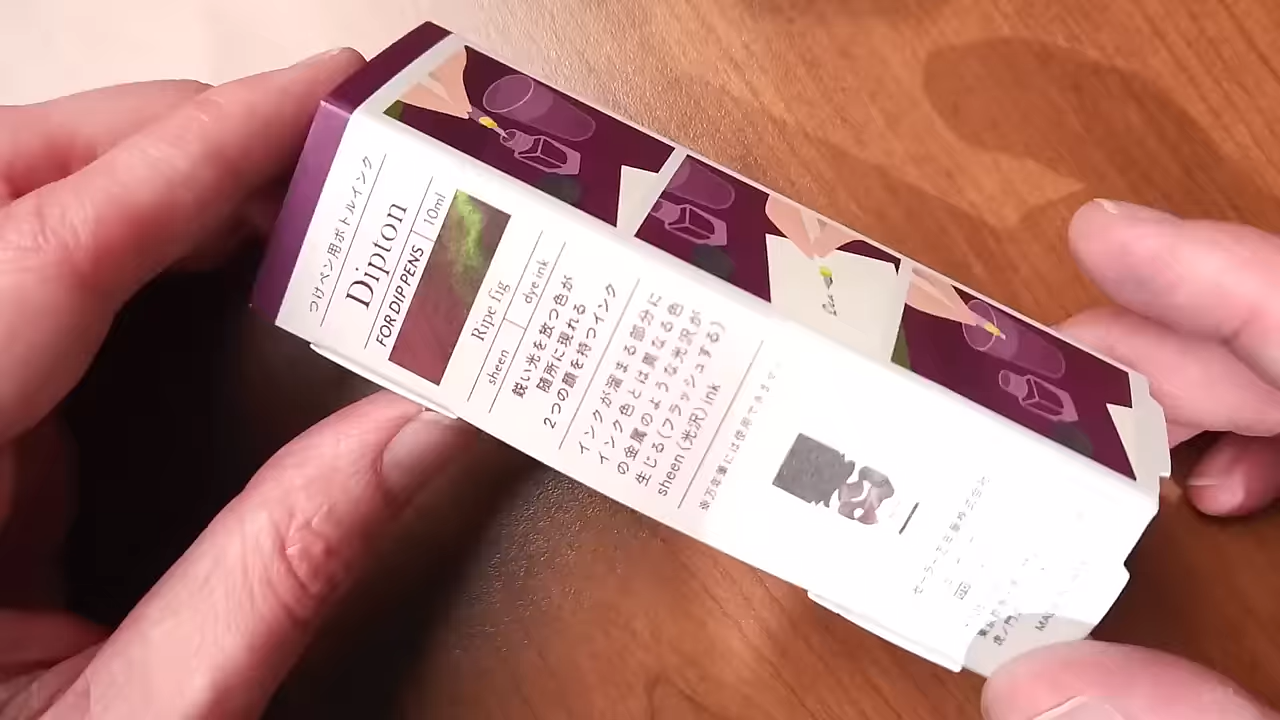 つけペン用ボトルインク
Dipton
FOR DIP PENS
10ml
Ripe fig
sheen
dye ink
鋭い光を放つ色が
随所に現れる
2つの顔を持つインク
インクが溜まる部分に
インク色とは異なる色
の金属のような光沢が
生じる(フラッシュする)
sheen (光沢) ink
※万年筆には使用できません。